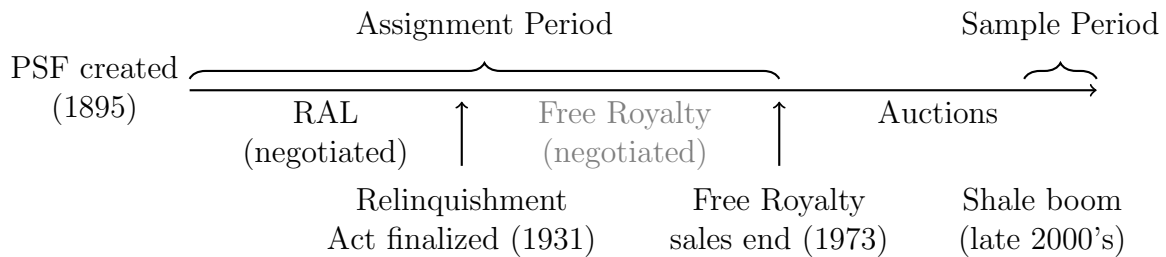 Assignment Period
Sample Period
PSF created
(1895)
RAL
(negotiated)
Free Royalty
(negotiated)
Auctions
Relinquishment
Act finalized (1931)
Free Royalty
sales end (1973)
Shale boom
(late 2000's)